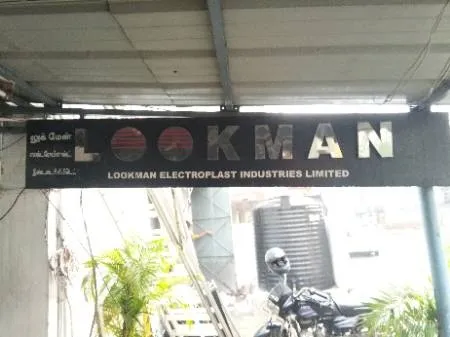 லுக் மேன்
LOOKMAN
LOOKMAN ELECTROPLAST INDUSTRIES LIMITED